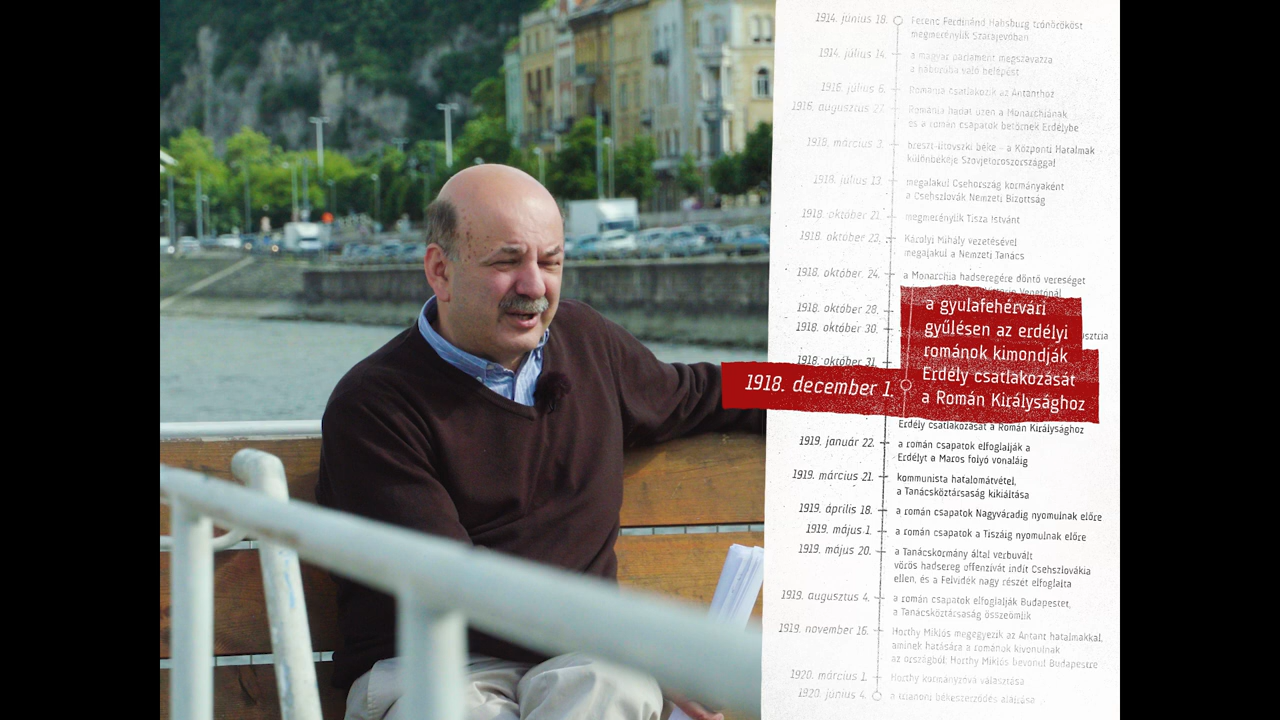 1914. június 18.
Ferenc Ferdinánd Habsburg trónörököst
megmerénylik Szarajevóban
1914. július 14.
a magyar parlament megszavazza
a háborúba való belépést
1916. július 6.
Románia csatlakozik az Antanthoz
1916. augusztus 27.
Románia hadat üzen a Monarchiának
és a román csapatok betörnek Erdélybe
1918. március 3.
breszt-litovszki béke - a Központi Hatalmak
különbékéje Szovjetoroszországgal
1918. július 13.
megalakul Csehország kormányaként
a Csehszlovák Nemzeti Bizottság
1918. október 21.
megmerénylik Tisza Istvánt
1918. október 23.
Károlyi Mihály vezetésével
megalakul a Nemzeti Tanács
1918. október 24.
a Monarchia hadseregére döntő vereséget
1918. október 28.
1918. október 30.
1918. október 31.
1918. december 1.
a gyulafehérvári
gyűlésen az erdélyi
románok kimondják
Erdély csatlakozását
a Román Királysághoz
Erdély csatlakozását a Román Királysághoz
1919. január 22.
a román csapatok elfoglalják a
Erdélyt a Maros folyó vonaláig
1919. március 21.
kommunista hatalomátvétel,
a Tanácsköztársaság kikiáltása
1919. április 18.
a román csapatok Nagyváradig nyomulnak előre
1919. május 1.
a román csapatok a Tiszáig nyomulnak előre
1919. május 20.
a Tanácskormány által verbuvált
vörös hadsereg offenzívát indít Csehszlovákia
ellen, és a Felvidék nagy részét elfoglalta
1919. augusztus 4.
a román csapatok elfoglalják Budapestet,
a Tanácsköztársaság összeomlik
1919. november 16.
Horthy Miklós megegyezik az Antant hatalmakkal,
aminek hatására a románok kivonulnak
az országból; Horthy Miklós bevonul Budapestre
1920. március 1.
Horthy kormányzóvá választása
1920. június 4.
a trianoni békeszerződés aláírása